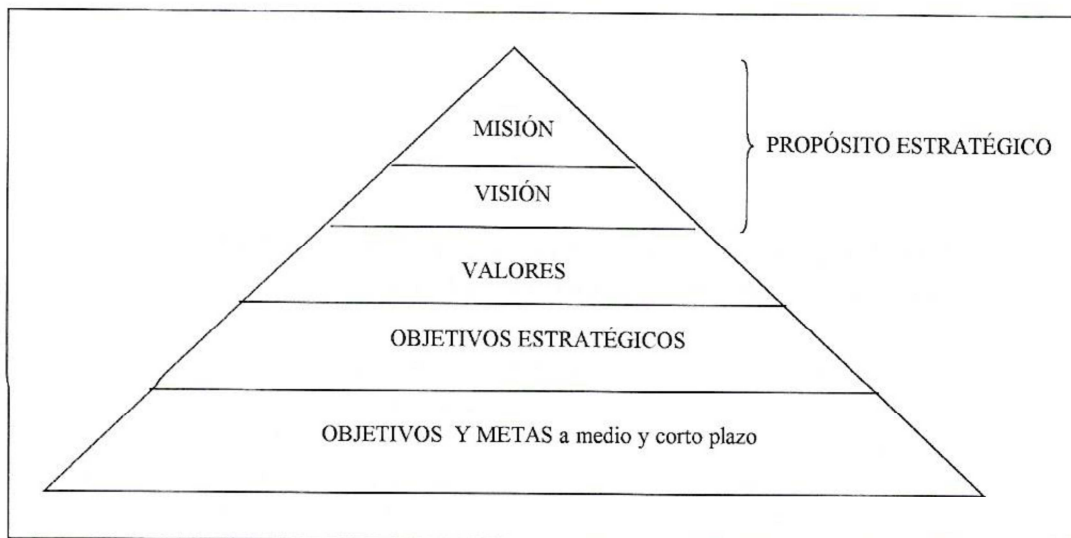 MISIÓN
PROPÓSITO ESTRATÉGICO
VISIÓN
VALORES
OBJETIVOS ESTRATÉGICOS
OBJETIVOS Y METAS a medio y corto plazo